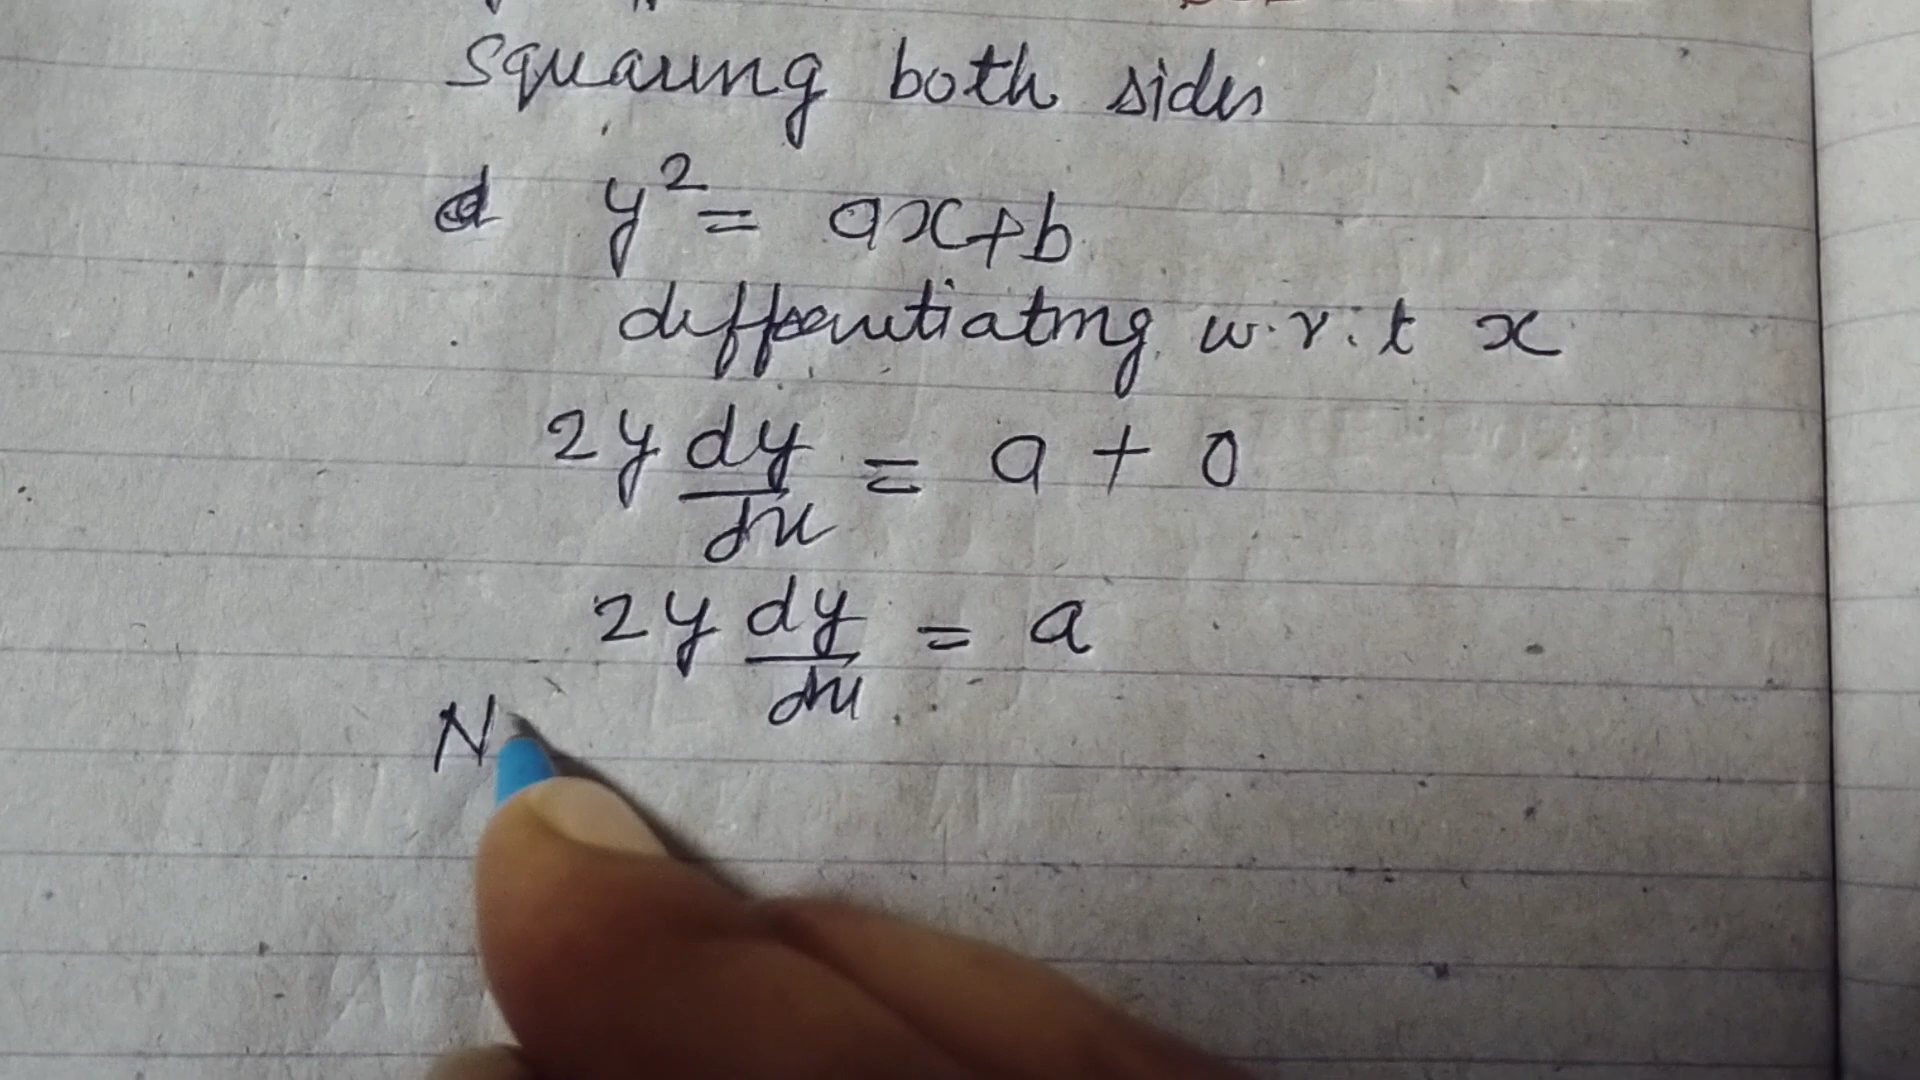 squaring both sides
d y² = ax+b
differentiating w.r.t x
2y dy/dx = a + 0
2y dy/dx = a
N